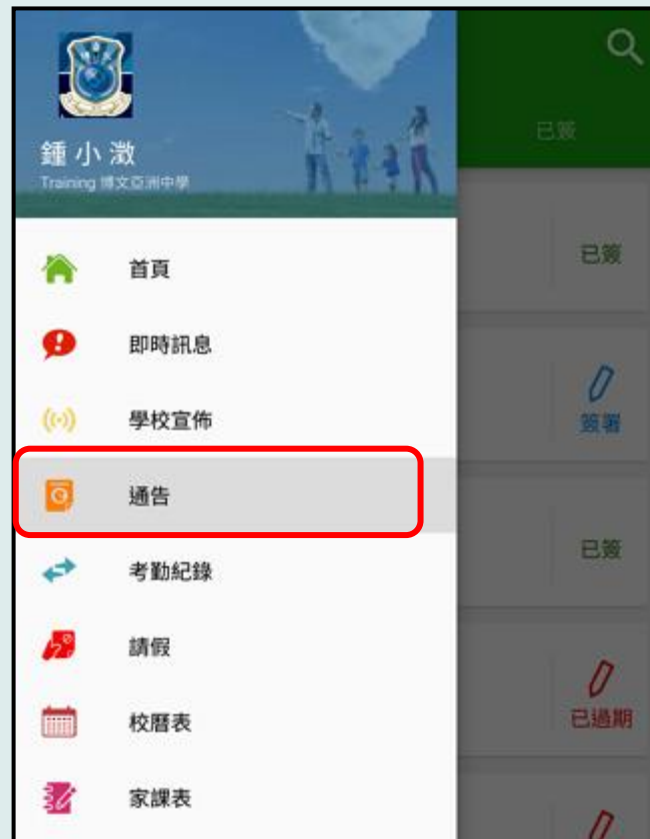 鍾小澂
Training 博文亞洲中學
已簽
首頁
已簽
即時訊息
學校宣佈
簽署
通告
考勤紀錄
已簽
請假
校曆表
已過期
家課表